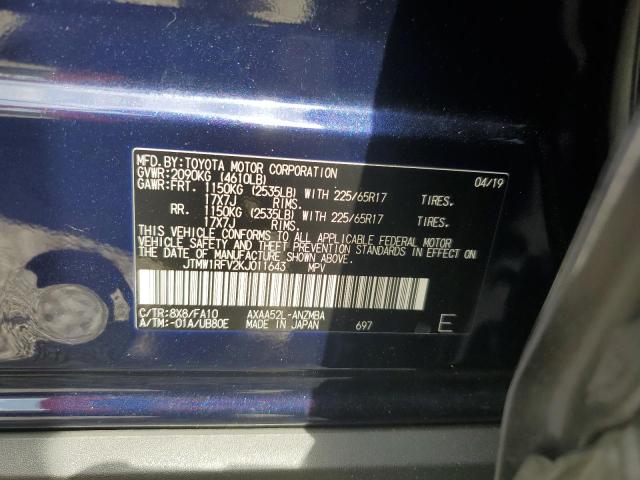 MFD. BY: TOYOTA MOTOR CORPORATION 04/19
GVWR: 2090KG (4610LB)
GAWR: FRT. 1150KG (2535LB) WITH 225/65R17 TIRES.
17X7J RIMS.
RR. 1150KG (2535LB) WITH 225/65R17 TIRES.
17X7J RIMS.
THIS VEHICLE CONFORMS TO ALL APPLICABLE FEDERAL MOTOR
VEHICLE SAFETY AND THEFT PREVENTION STANDARDS IN EFFECT ON
THE DATE OF MANUFACTURE SHOWN ABOVE.
JTMW1RFV2KJ011643 MPV
C/TR: 8X8/FA10 AXAA52L-ANZMBA
A/TM: -01A/UB80E MADE IN JAPAN 697 E